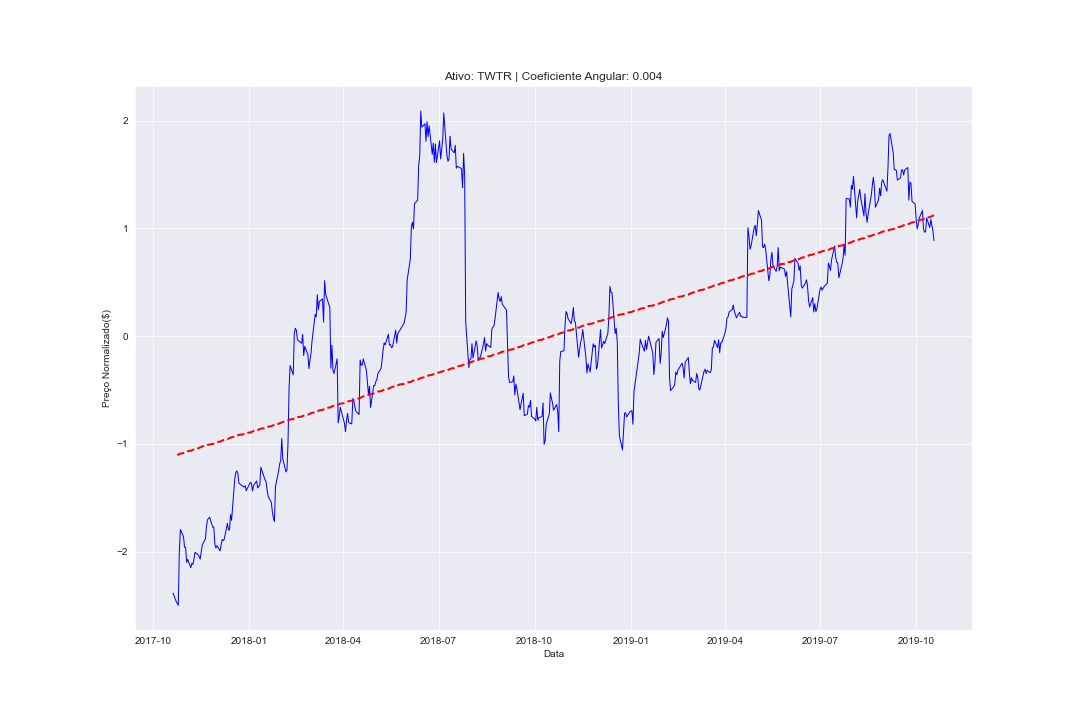 Ativo: TWTR | Coeficiente Angular: 0.004
Preço Normalizado($)
2
1
0
−1
−2
2017-10 2018-01 2018-04 2018-07 2018-10 2019-01 2019-04 2019-07 2019-10
Data